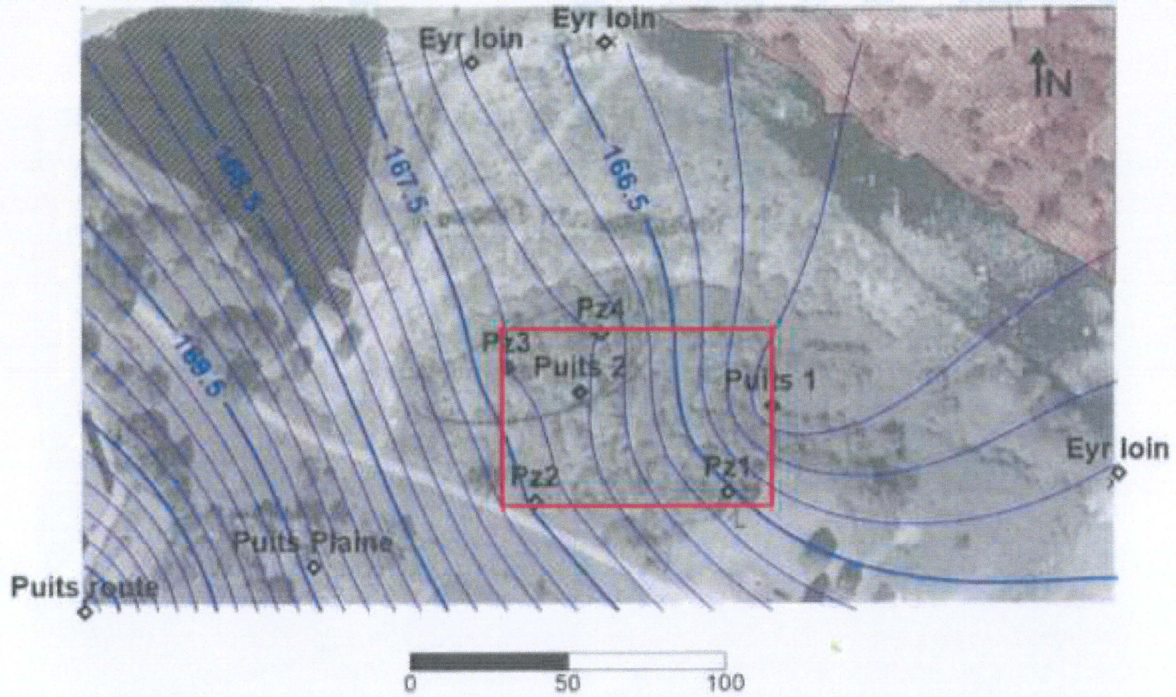 Eyr loin
Eyr loin
N
168.5
167.5
166.5
Pz4
Pz3
Puits 2
Puits 1
169.5
Eyr loin
Pz1
Pz2
Puits Plaine
Puits route
0 50 100